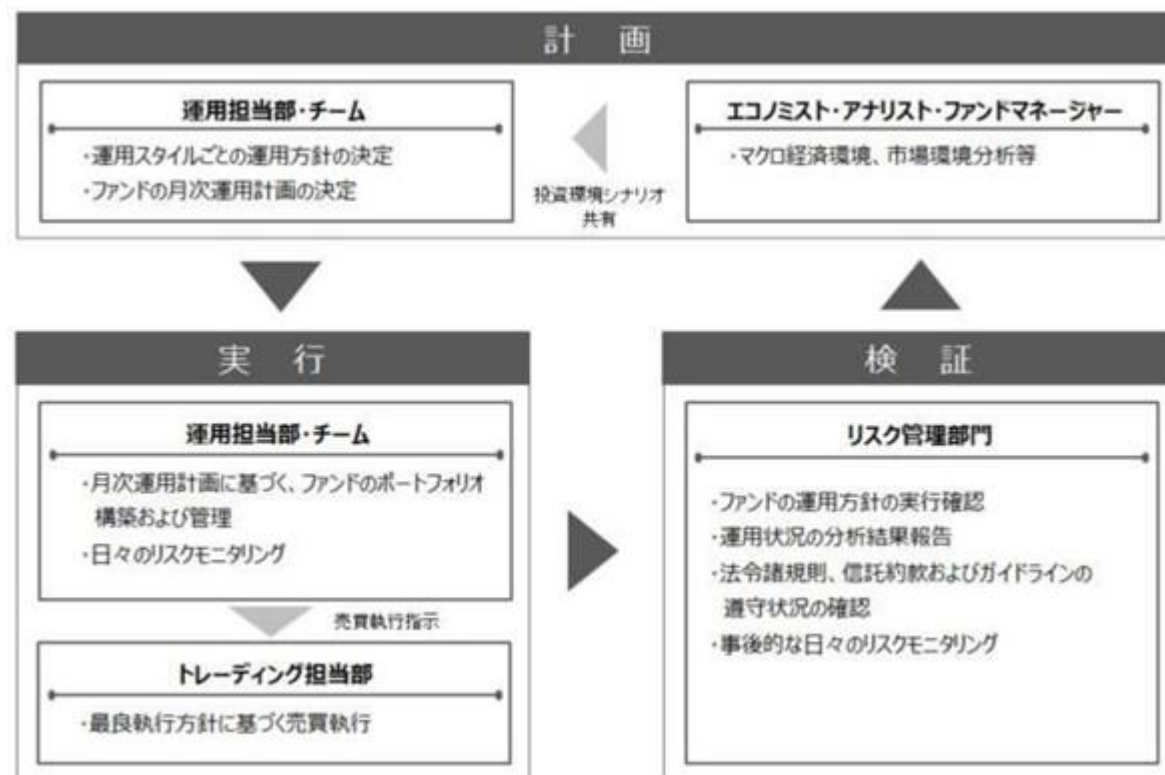 計 画
運用担当部・チーム
・運用スタイルごとの運用方針の決定
・ファンドの月次運用計画の決定
投資環境シナリオ
共有
エコノミスト・アナリスト・ファンドマネージャー
・マクロ経済環境、市場環境分析等
実 行
運用担当部・チーム
・月次運用計画に基づく、ファンドのポートフォリオ
構築および管理
・日々のリスクモニタリング
売買執行指示
トレーディング担当部
・最良執行方針に基づく売買執行
検 証
リスク管理部門
・ファンドの運用方針の実行確認
・運用状況の分析結果報告
・法令諸規則、信託約款およびガイドラインの
遵守状況の確認
・事後的な日々のリスクモニタリング